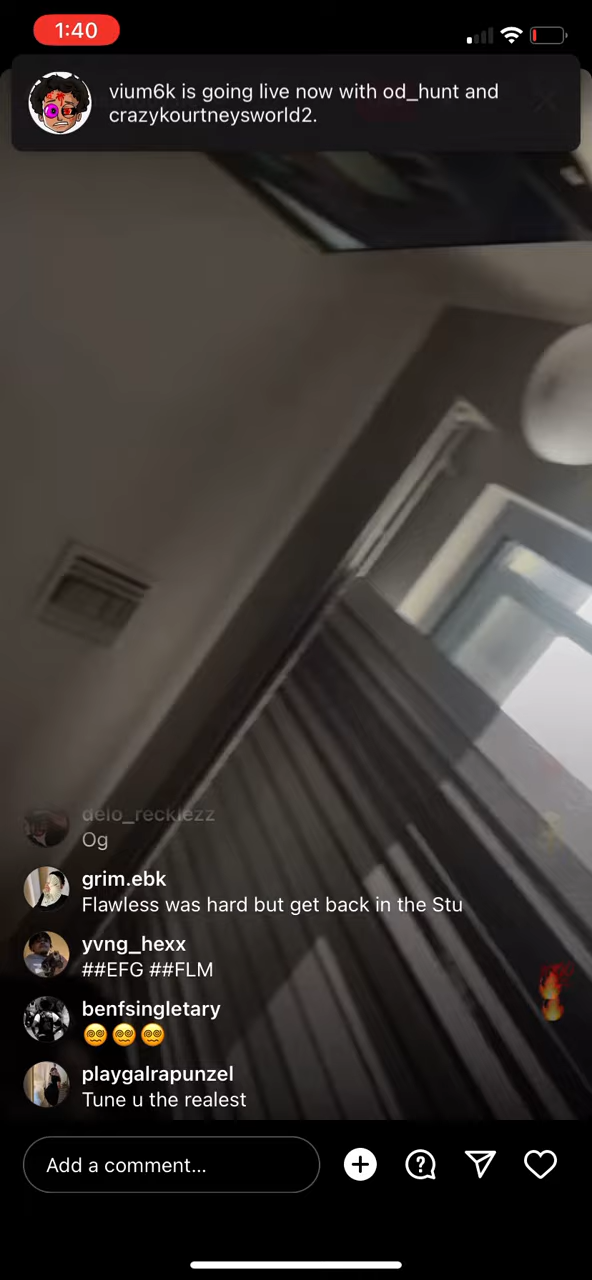 1:40
vium6k is going live now with od_hunt and
crazykourtneysworld2.
delo_recklezz
Og
grim.ebk
Flawless was hard but get back in the Stu
yvng_hexx
##EFG ##FLM
benfsingletary
😵‍💫😵‍💫😵‍💫
playgalrapunzel
Tune u the realest
Add a comment...